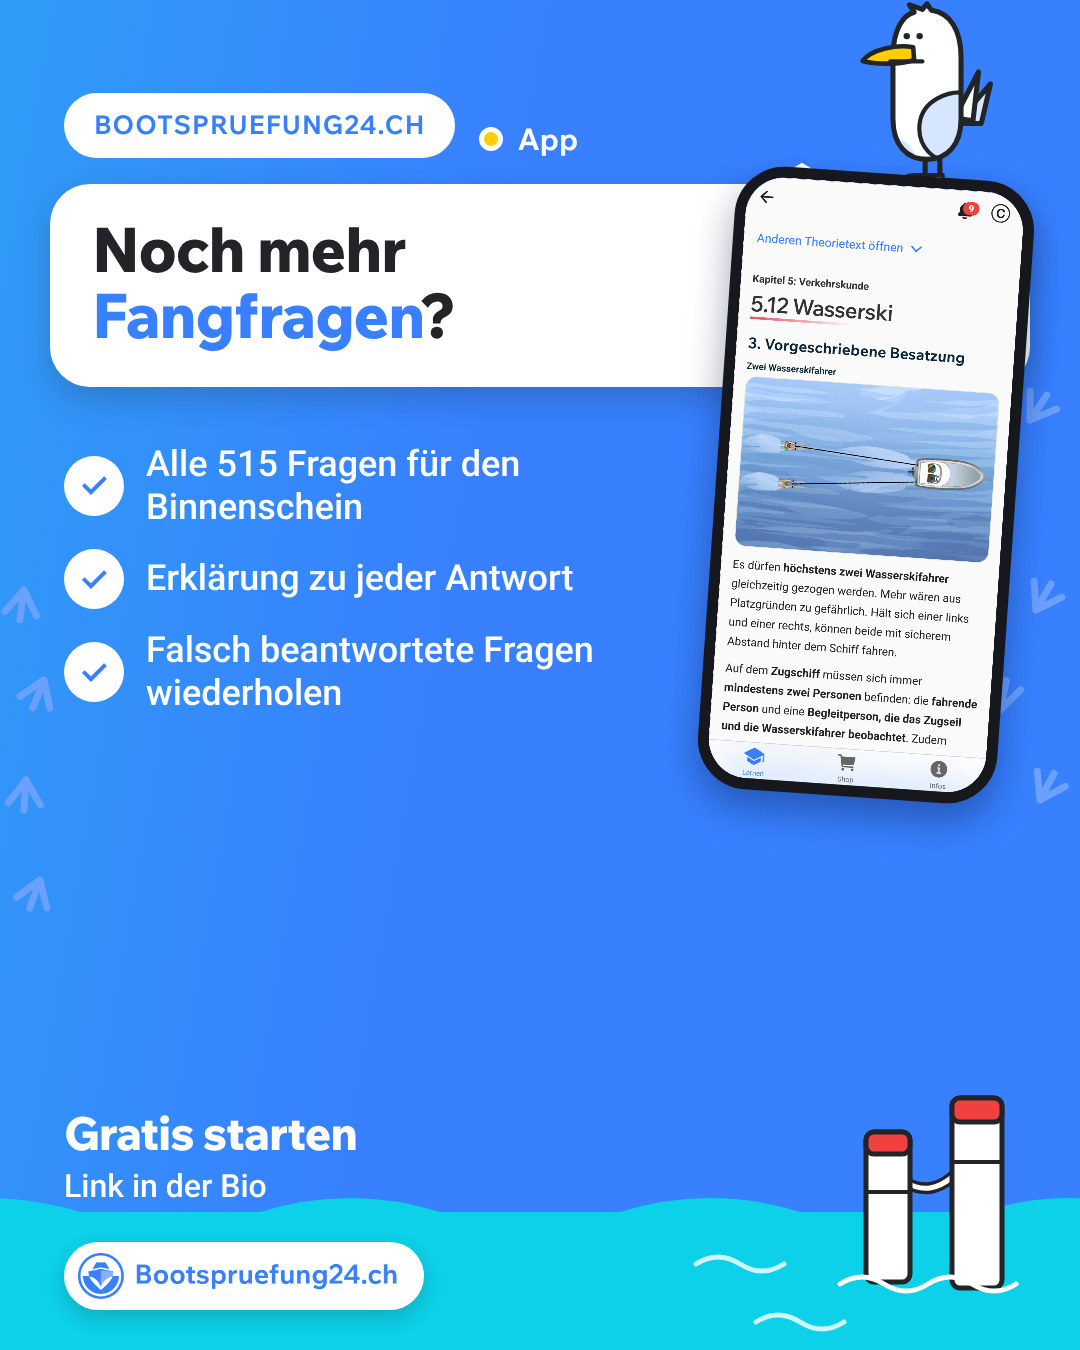 BOOTSPRUEFUNG24.CH
App
Noch mehr
Fangfragen?
Alle 515 Fragen für den
Binnenschein
Erklärung zu jeder Antwort
Falsch beantwortete Fragen
wiederholen
9
C
Anderen Theorietext öffnen
Kapitel 5: Verkehrskunde
5.12 Wasserski
3. Vorgeschriebene Besatzung
Zwei Wasserskifahrer
Es dürfen höchstens zwei Wasserskifahrer
gleichzeitig gezogen werden. Mehr wären aus
Platzgründen zu gefährlich. Hält sich einer links
und einer rechts, können beide mit sicherem
Abstand hinter dem Schiff fahren.
Auf dem Zugschiff müssen sich immer
mindestens zwei Personen befinden: die fahrende
Person und eine Begleitperson, die das Zugseil
und die Wasserskifahrer beobachtet. Zudem
Lernen
Shop
Infos
Gratis starten
Link in der Bio
Bootspruefung24.ch